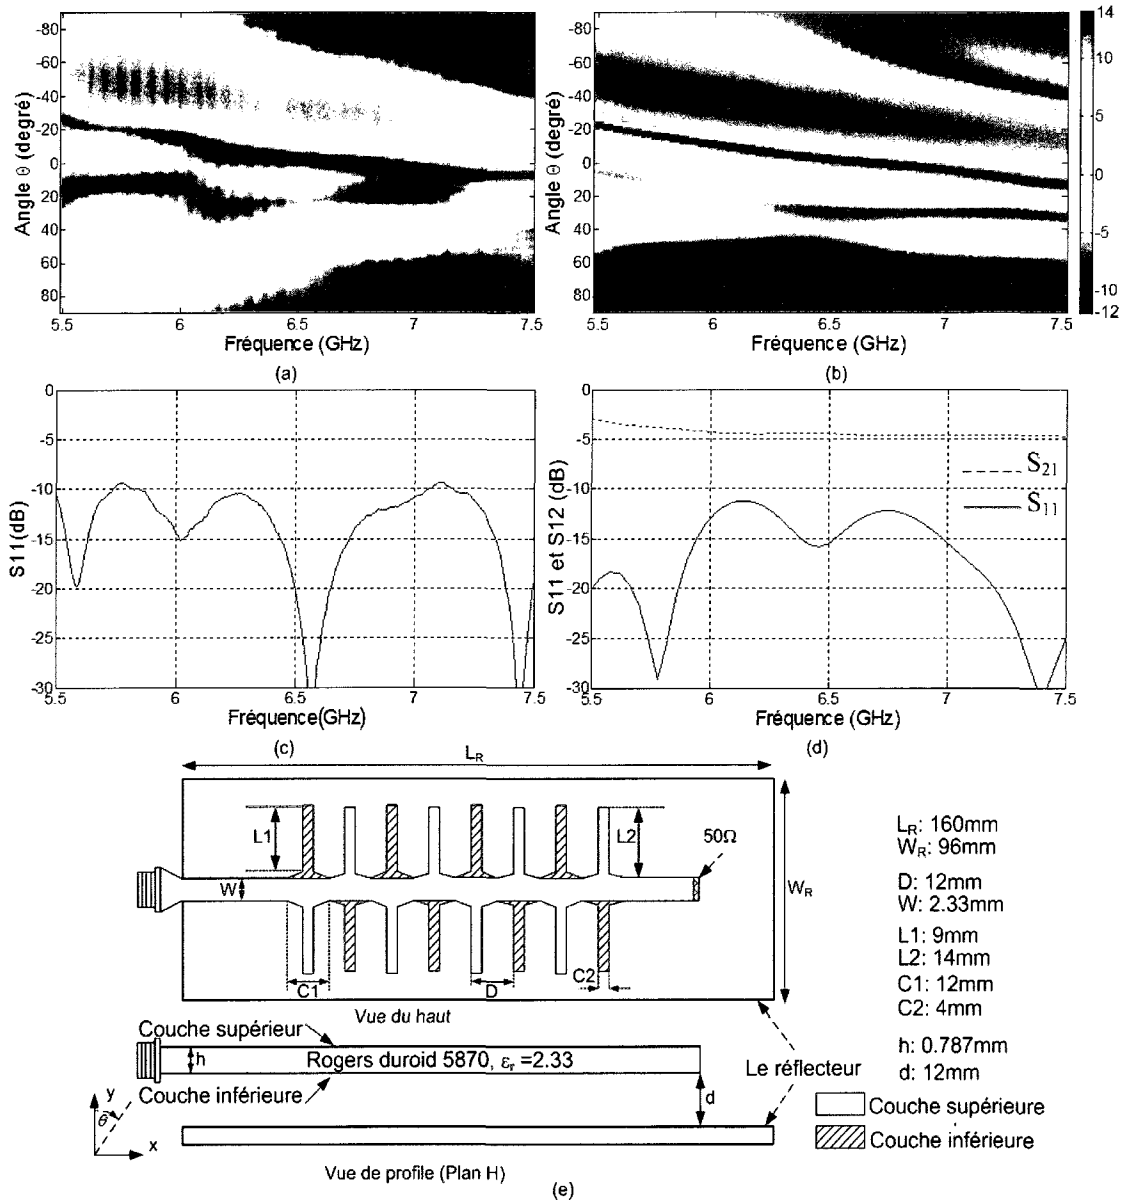 -80
-60
-40
-20
0
20
40
60
80
Angle θ (degré)
5.5 6 6.5 7 7.5
Fréquence (GHz)
(a)
-80
-60
-40
-20
0
20
40
60
80
Angle θ (degré)
5.5 6 6.5 7 7.5
Fréquence (GHz)
(b)
14
10
5
0
-5
-10
-12
0
-5
-10
-15
-20
-25
-30
S11(dB)
5.5 6 6.5 7 7.5
Fréquence(GHz)
(c)
0
-5
-10
-15
-20
-25
-30
S11 et S12 (dB)
S21
S11
5.5 6 6.5 7 7.5
Fréquence (GHz)
(d)
LR
L1
L2
50Ω
W
WR
C1
D
C2
Vue du haut
LR: 160mm
WR: 96mm
D: 12mm
W: 2.33mm
L1: 9mm
L2: 14mm
C1: 12mm
C2: 4mm
h: 0.787mm
d: 12mm
Couche supérieur
h
Rogers duroid 5870, εr =2.33
Couche inférieure
d
Le réflecteur
y
θ
x
Couche supérieure
Couche inférieure
Vue de profile (Plan H)
(e)